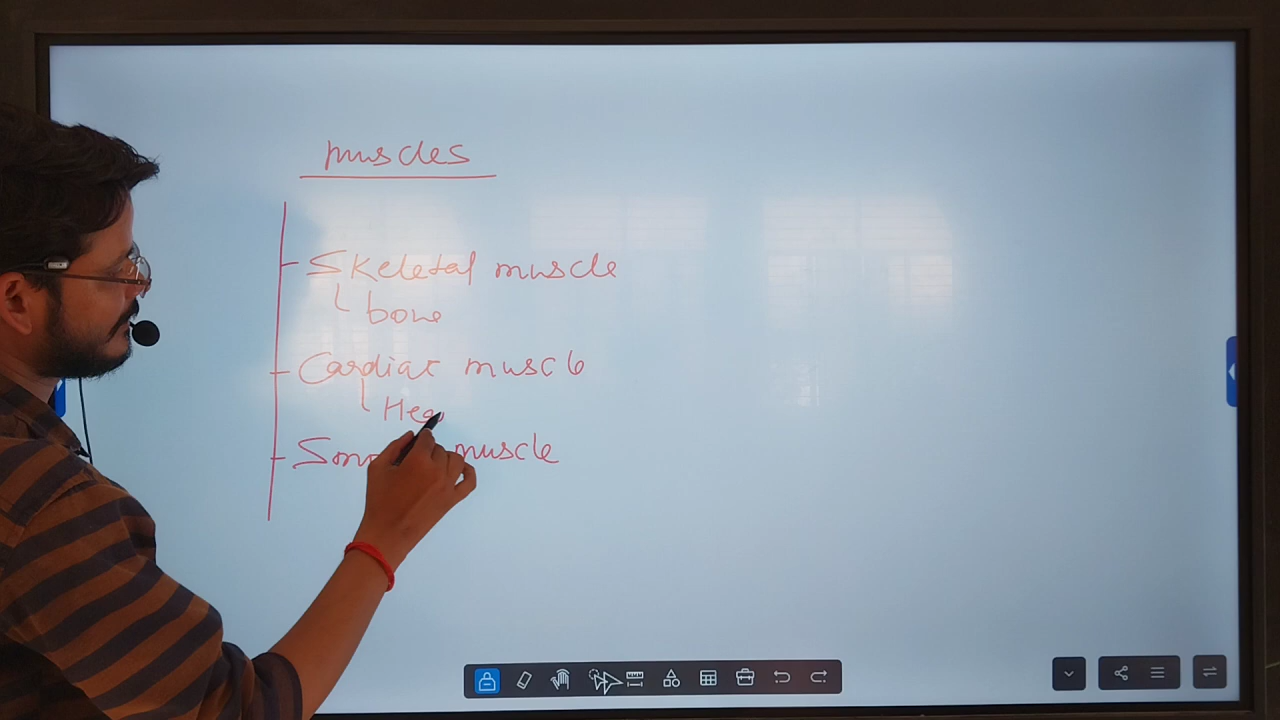 muscles
Skeletal muscle
bone
Cardiac muscle
Hea
muscle